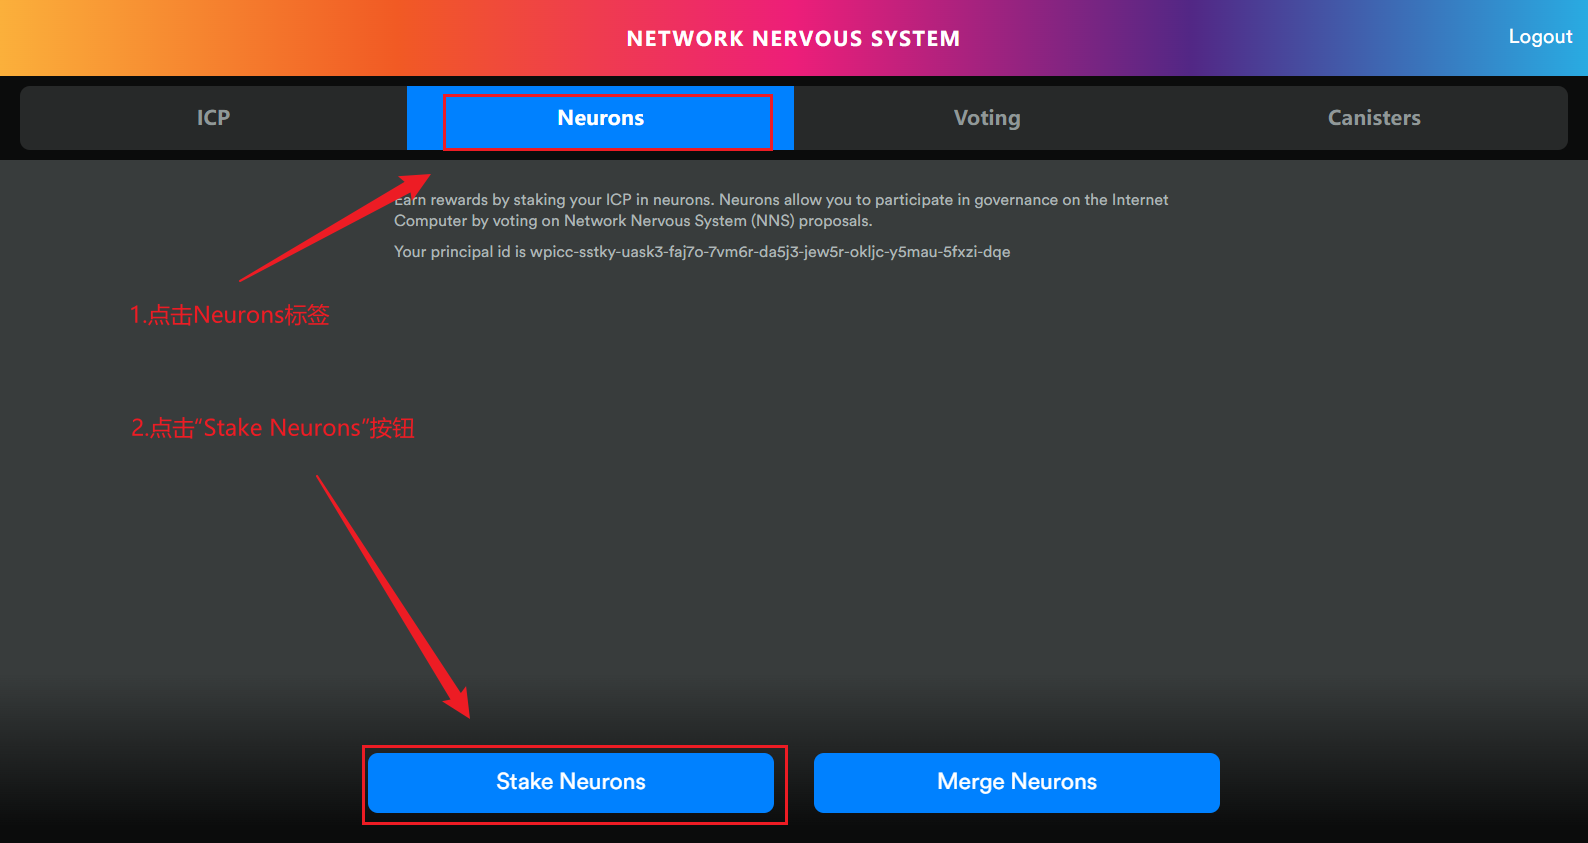 NETWORK NERVOUS SYSTEM
Logout
ICP
Neurons
Voting
Canisters
Earn rewards by staking your ICP in neurons. Neurons allow you to participate in governance on the Internet
Computer by voting on Network Nervous System (NNS) proposals.
Your principal id is wpicc-sstky-uask3-faj7o-7vm6r-da5j3-jew5r-okljc-y5mau-5fxzi-dqe
1.点击Neurons标签
2.点击“Stake Neurons”按钮
Stake Neurons
Merge Neurons